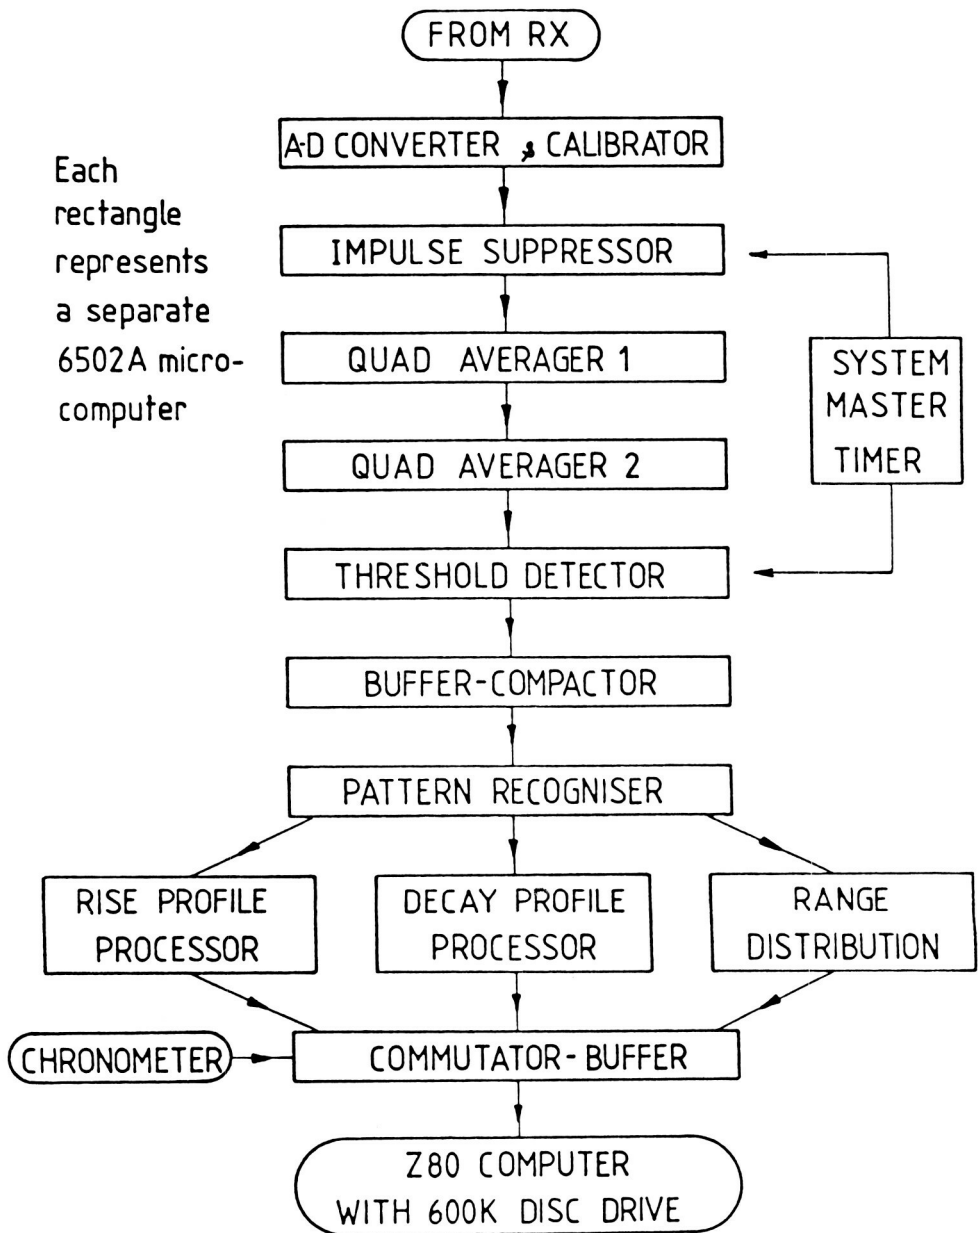 FROM RX
A-D CONVERTER & CALIBRATOR
Each
rectangle
represents
a separate
6502A micro-
computer
IMPULSE SUPPRESSOR
QUAD AVERAGER 1
SYSTEM
MASTER
TIMER
QUAD AVERAGER 2
THRESHOLD DETECTOR
BUFFER-COMPACTOR
PATTERN RECOGNISER
RISE PROFILE
PROCESSOR
DECAY PROFILE
PROCESSOR
RANGE
DISTRIBUTION
CHRONOMETER
COMMUTATOR-BUFFER
Z80 COMPUTER
WITH 600K DISC DRIVE